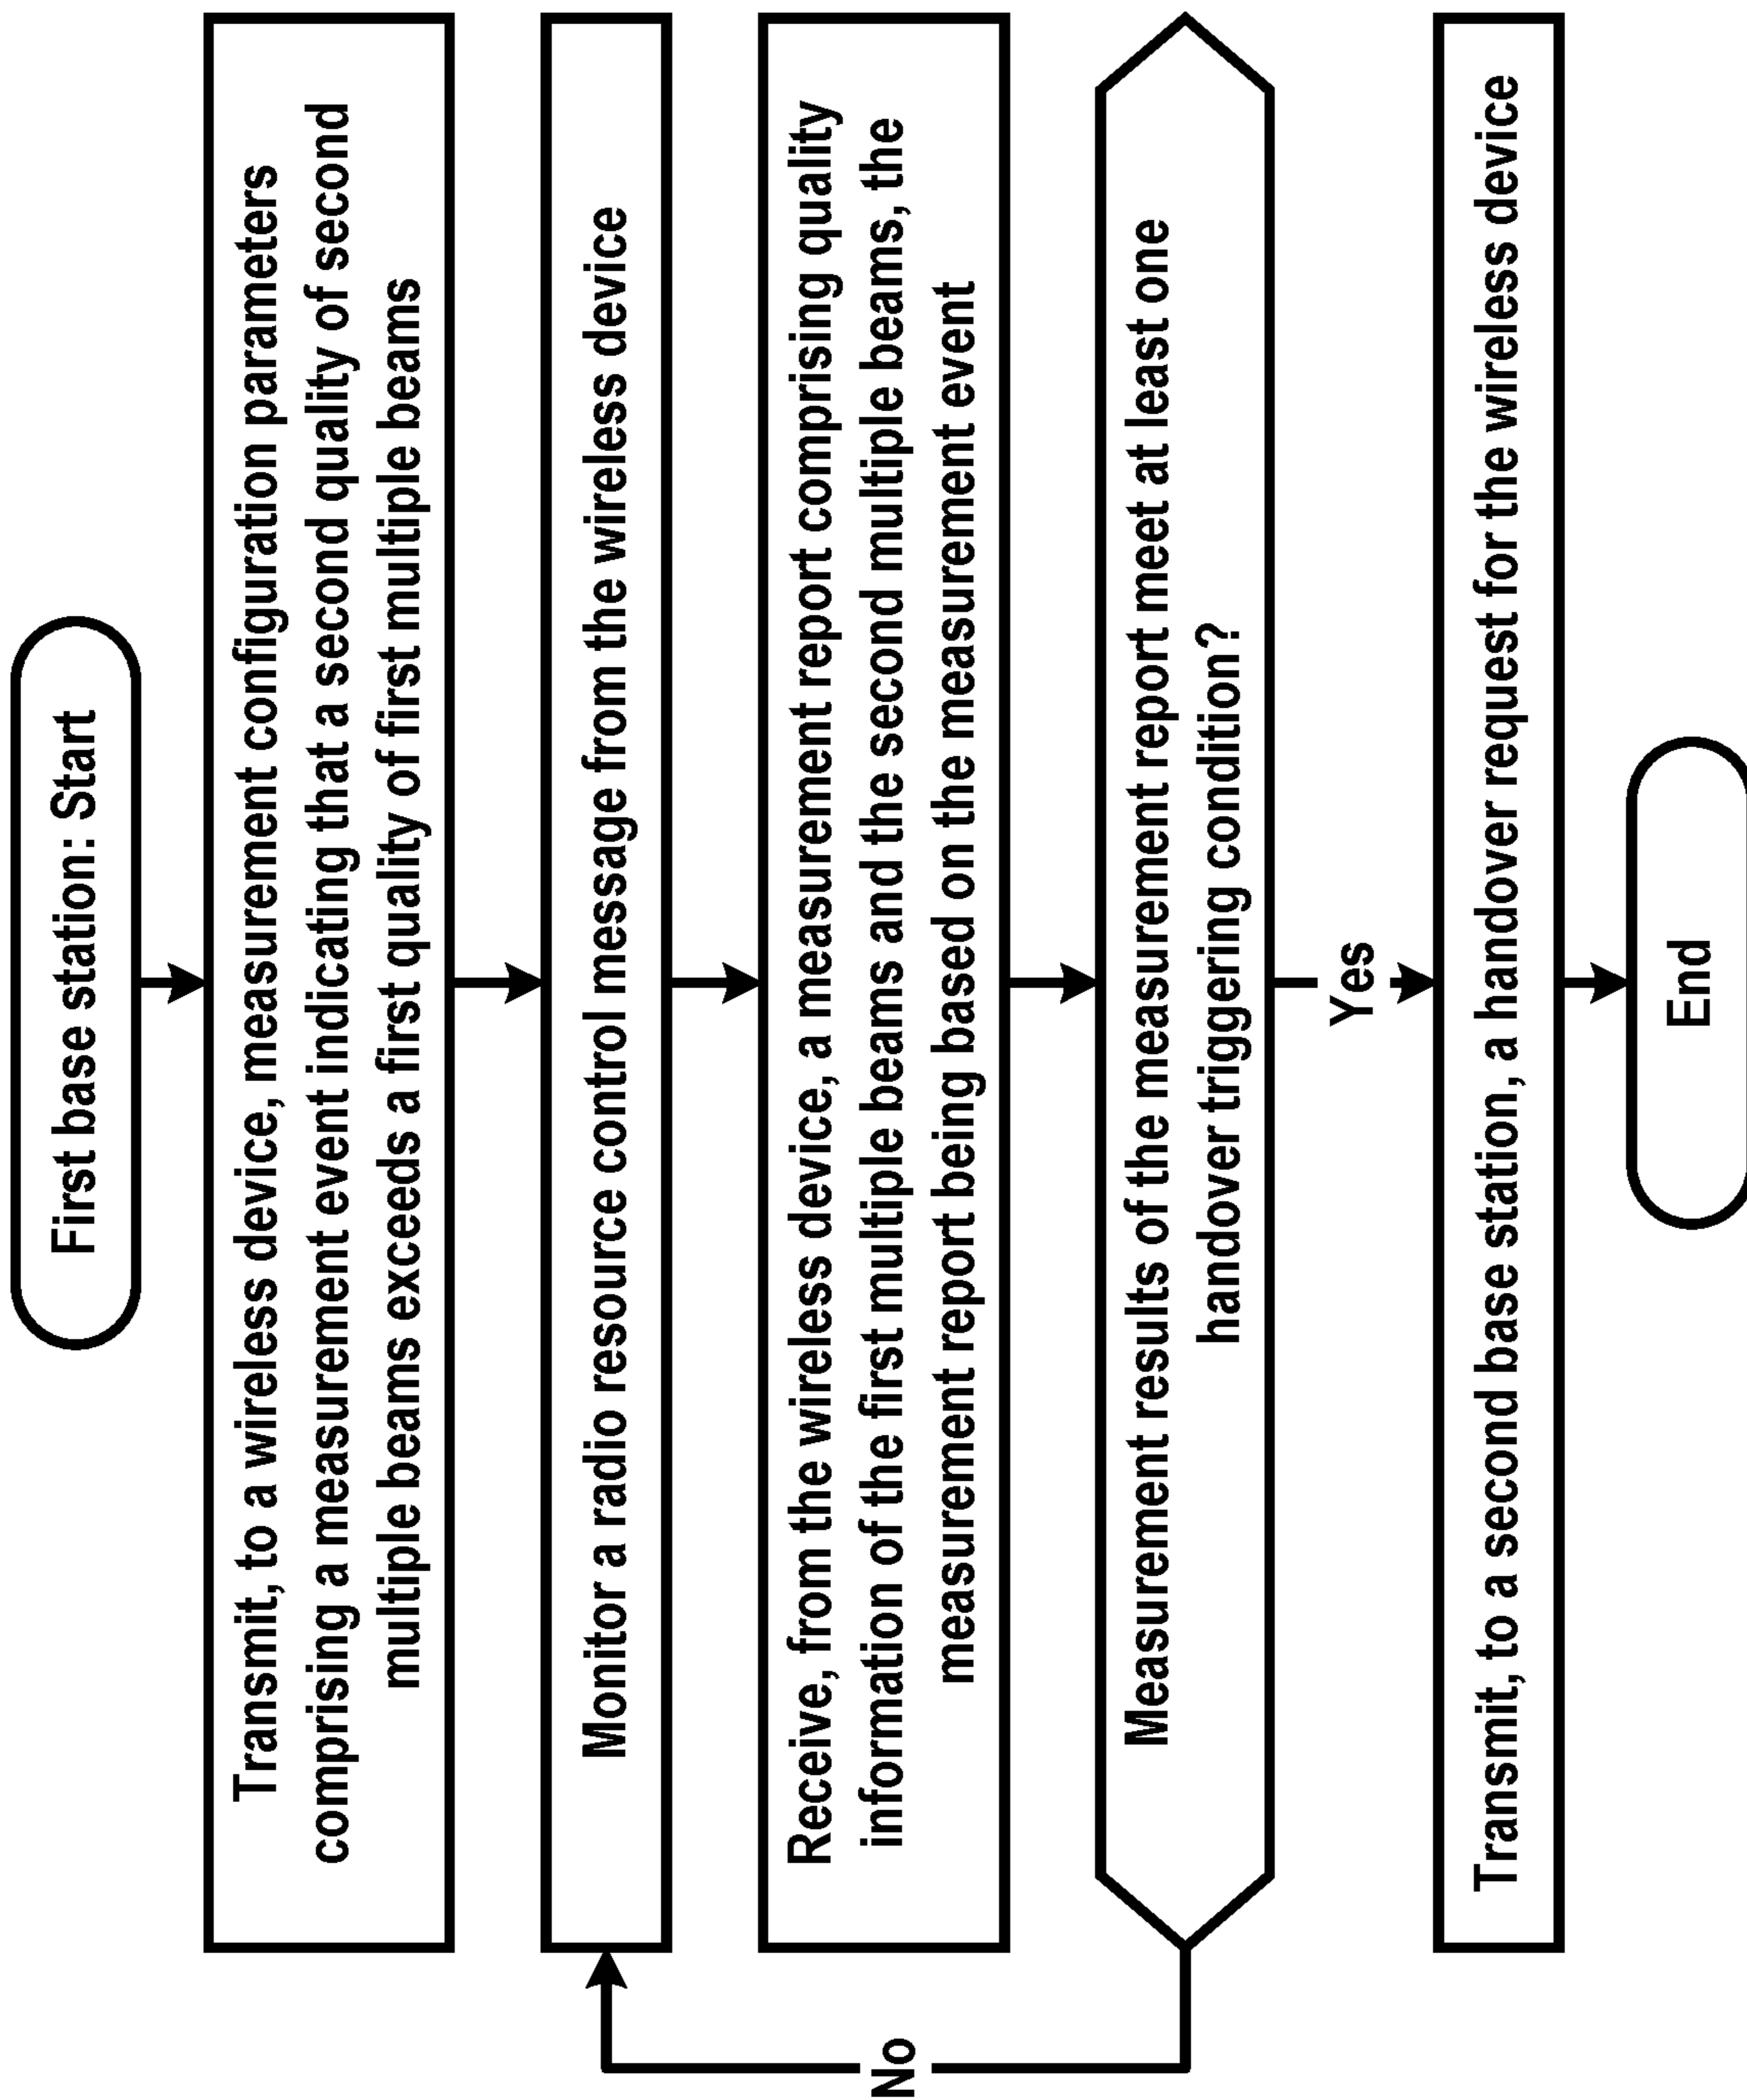 First base station: Start
Transmit, to a wireless device, measurement configuration parameters
comprising a measurement event indicating that a second quality of second
multiple beams exceeds a first quality of first multiple beams
Monitor a radio resource control message from the wireless device
Receive, from the wireless device, a measurement report comprising quality
information of the first multiple beams and the second multiple beams, the
measurement report being based on the measurement event
Measurement results of the measurement report meet at least one
handover triggering condition?
No
Yes
Transmit, to a second base station, a handover request for the wireless device
End